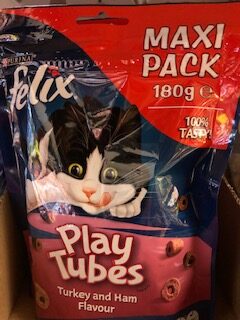 PURINA
felix
MAXI
PACK
180g e
100%
TASTY
Play
Tubes
Turkey and Ham
Flavour